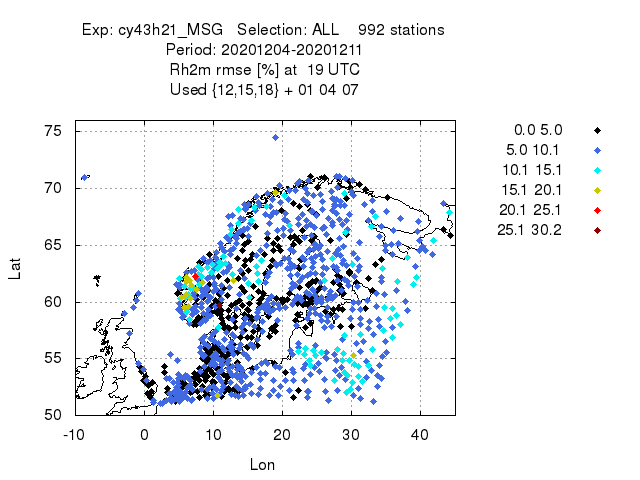 Exp: cy43h21_MSG Selection: ALL 992 stations
Period: 20201204-20201211
Rh2m rmse [%] at 19 UTC
Used {12,15,18} + 01 04 07
75
70
65
60
55
50
-10 0 10 20 30 40
Lat
Lon
0.0 5.0
5.0 10.1
10.1 15.1
15.1 20.1
20.1 25.1
25.1 30.2